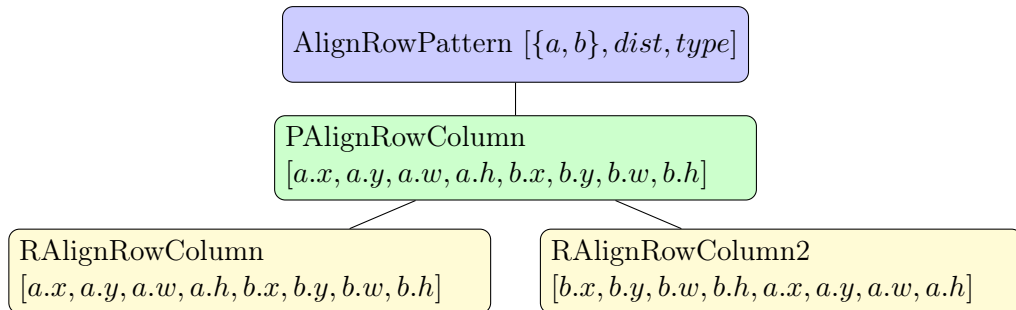 AlignRowPattern [{a, b}, dist, type]
PAlignRowColumn
[a.x, a.y, a.w, a.h, b.x, b.y, b.w, b.h]
RAlignRowColumn
[a.x, a.y, a.w, a.h, b.x, b.y, b.w, b.h]
RAlignRowColumn2
[b.x, b.y, b.w, b.h, a.x, a.y, a.w, a.h]